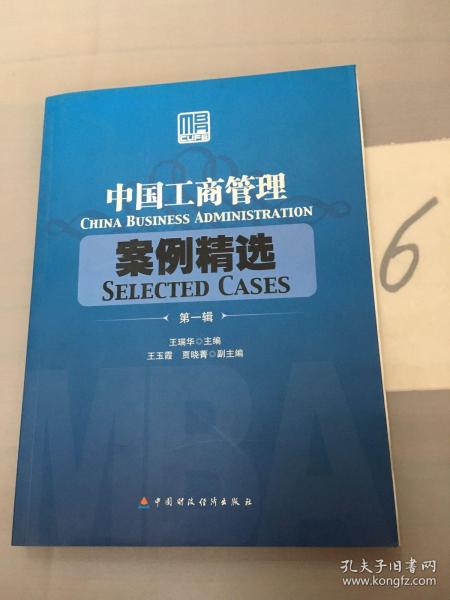 MBA
CUFE
中国工商管理
CHINA BUSINESS ADMINISTRATION
案例精选
SELECTED CASES
第一辑
王瑞华◎主编
王玉霞 贾晓菁◎副主编
MBA
中国财政经济出版社
6
孔夫子旧书网
www.kongfz.com